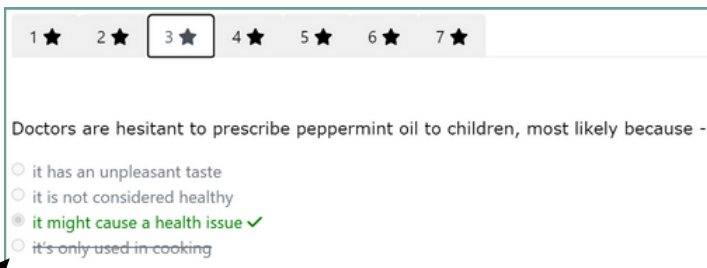 1 ★ 2 ★ 3 ★ 4 ★ 5 ★ 6 ★ 7 ★
Doctors are hesitant to prescribe peppermint oil to children, most likely because -
it has an unpleasant taste
it is not considered healthy
it might cause a health issue ✓
it's only used in cooking